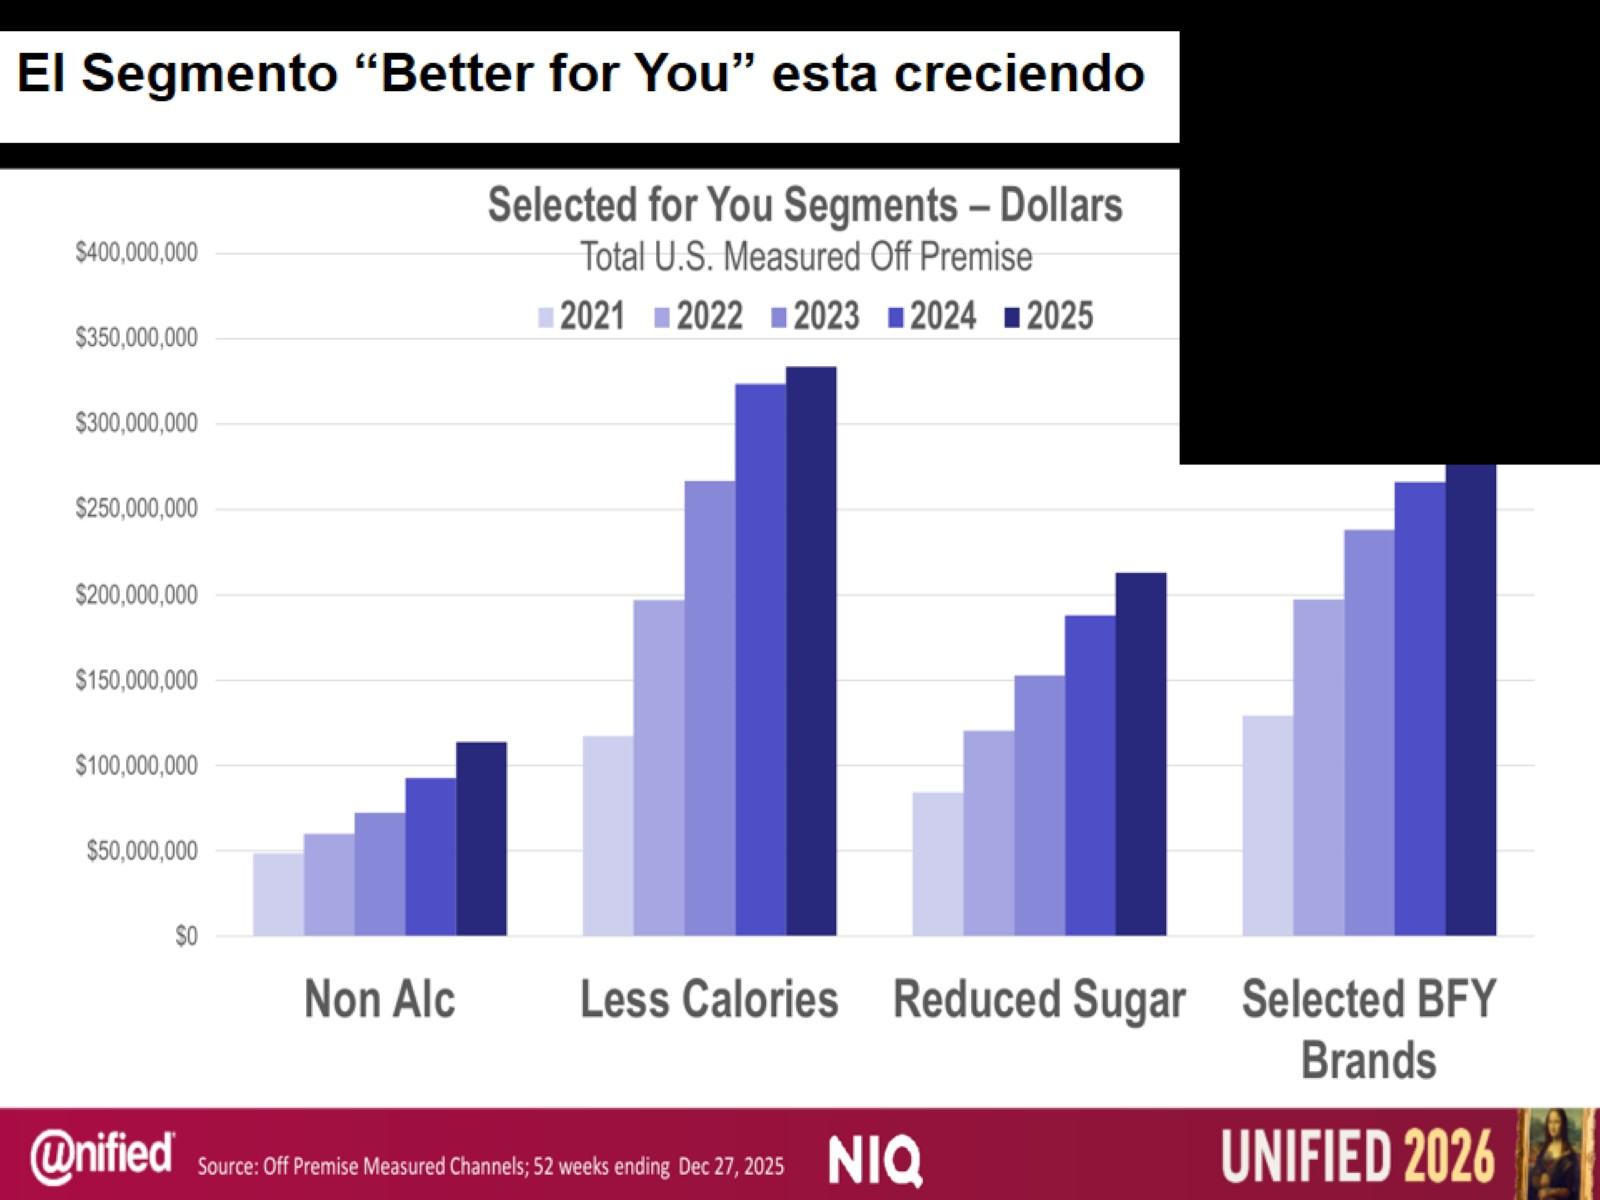 El Segmento “Better for You” esta creciendo
Selected for You Segments – Dollars
Total U.S. Measured Off Premise
2021 2022 2023 2024 2025
$400,000,000
$350,000,000
$300,000,000
$250,000,000
$200,000,000
$150,000,000
$100,000,000
$50,000,000
$0
Non Alc
Less Calories
Reduced Sugar
Selected BFY
Brands
unified
Source: Off Premise Measured Channels; 52 weeks ending Dec 27, 2025
NIQ
UNIFIED 2026